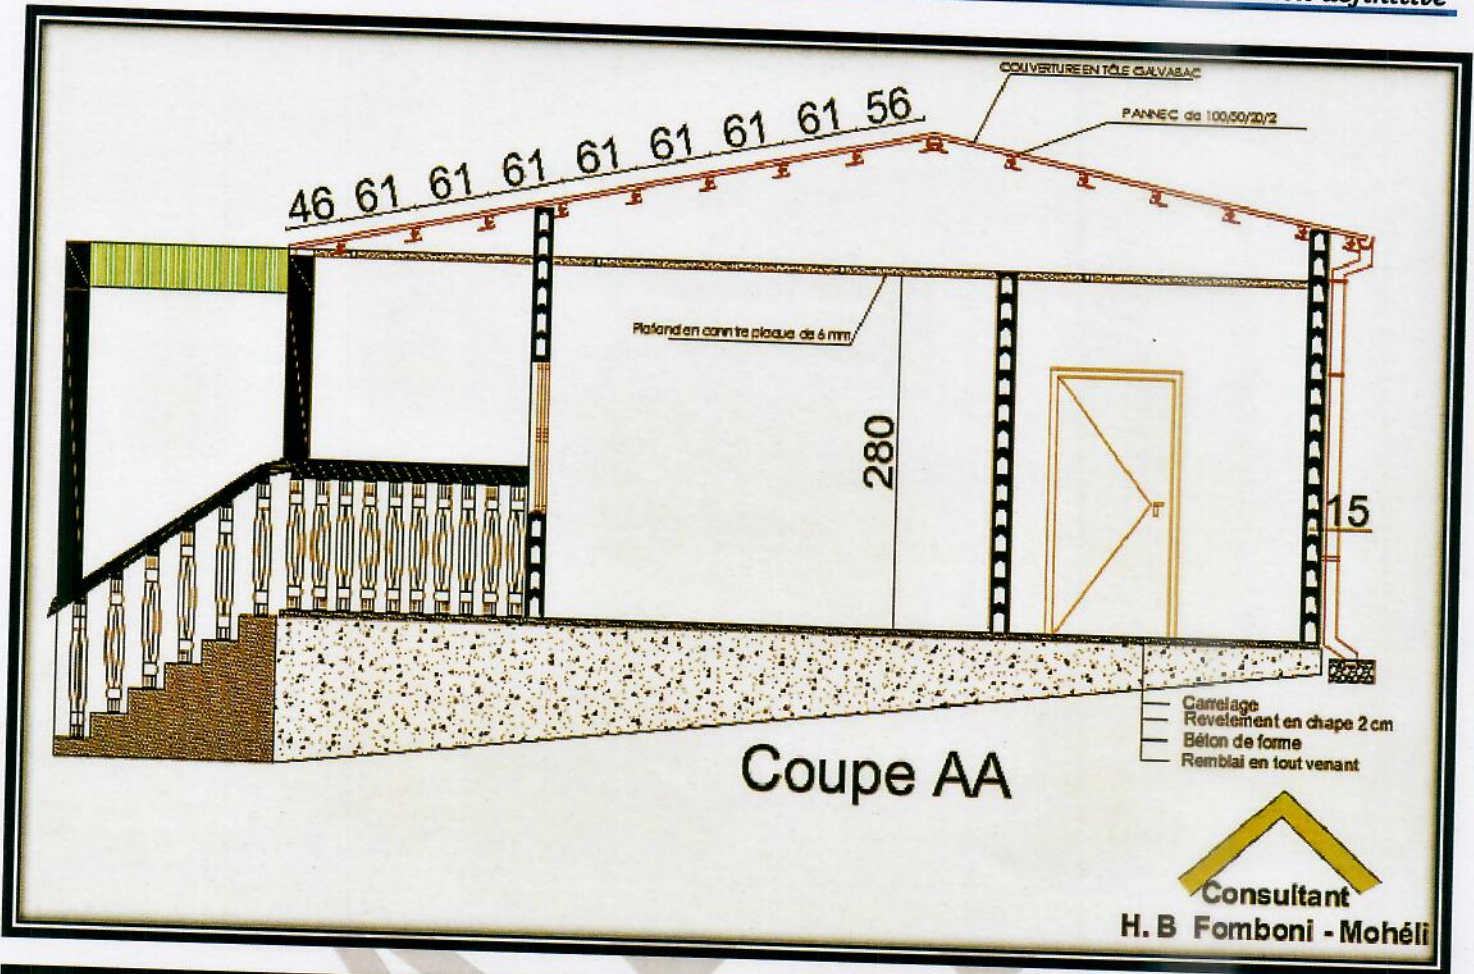 définitive
COUVERTURE EN TÔLE GALVABAC
PANNEC de 100/50/20/2
46 61 61 61 61 61 61 61 56
Plafond en conntre plaque de 6 mm
280
15
Carrelage
Revetement en chape 2 cm
Béton de forme
Remblai en tout venant
Coupe AA
Consultant
H. B Fomboni - Mohéli